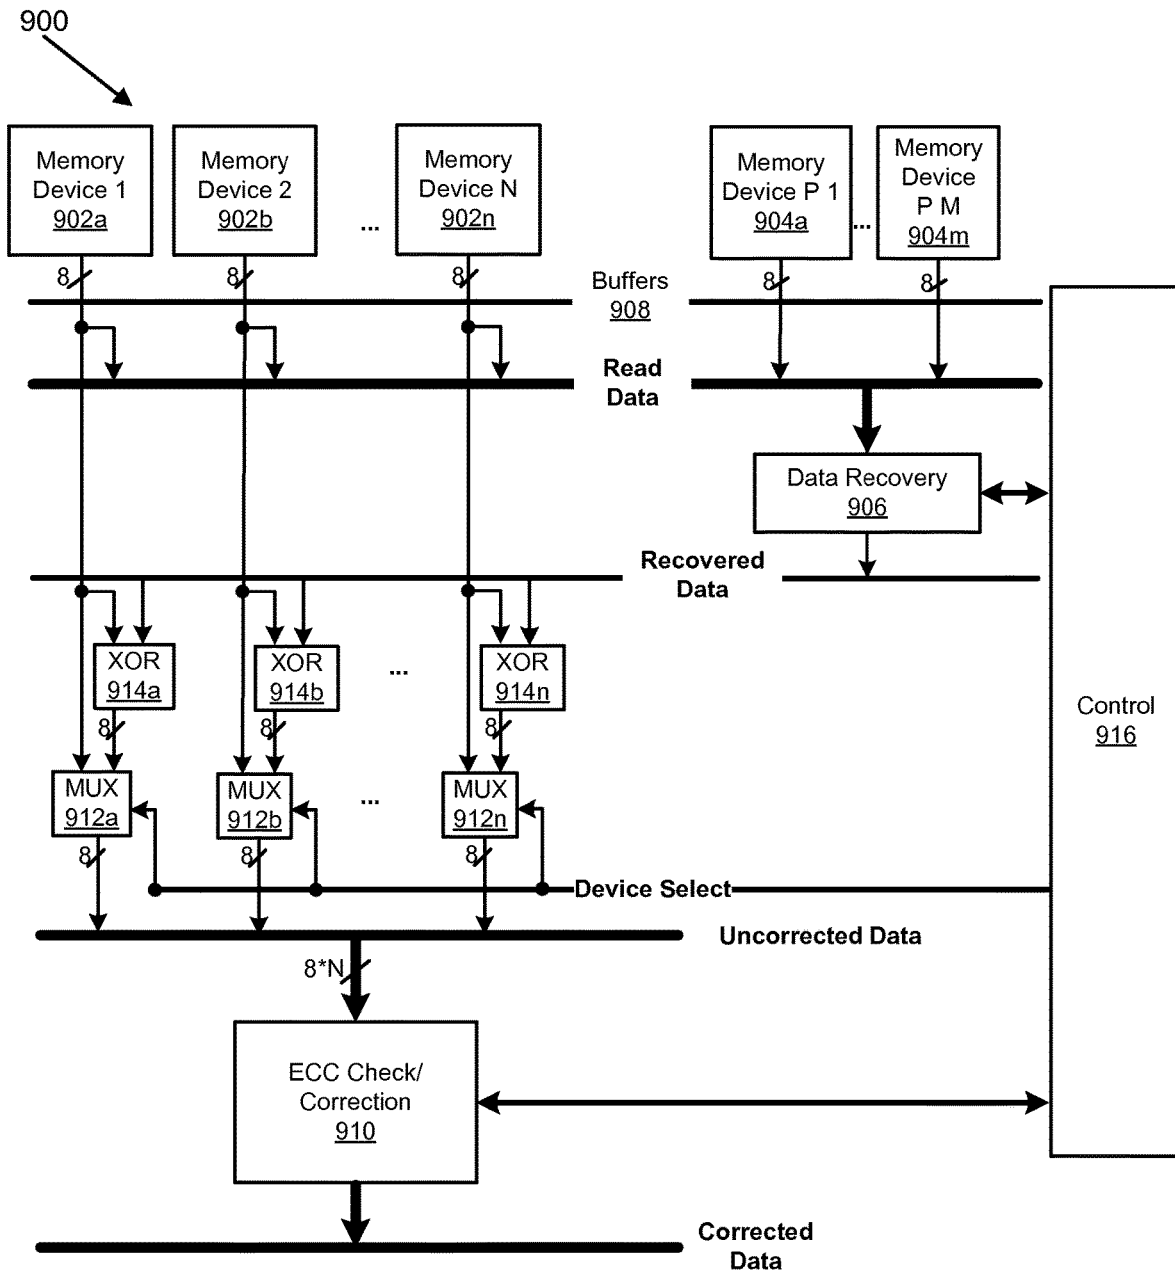 900
Memory
Device 1
902a
Memory
Device 2
902b
...
Memory
Device N
902n
Memory
Device P 1
904a
...
Memory
Device
P M
904m
8
8
8
8
8
Buffers
908
Read
Data
Data Recovery
906
Recovered
Data
XOR
914a
XOR
914b
...
XOR
914n
Control
916
8
8
8
MUX
912a
MUX
912b
...
MUX
912n
8
8
8
Device Select
Uncorrected Data
8*N
ECC Check/
Correction
910
Corrected
Data